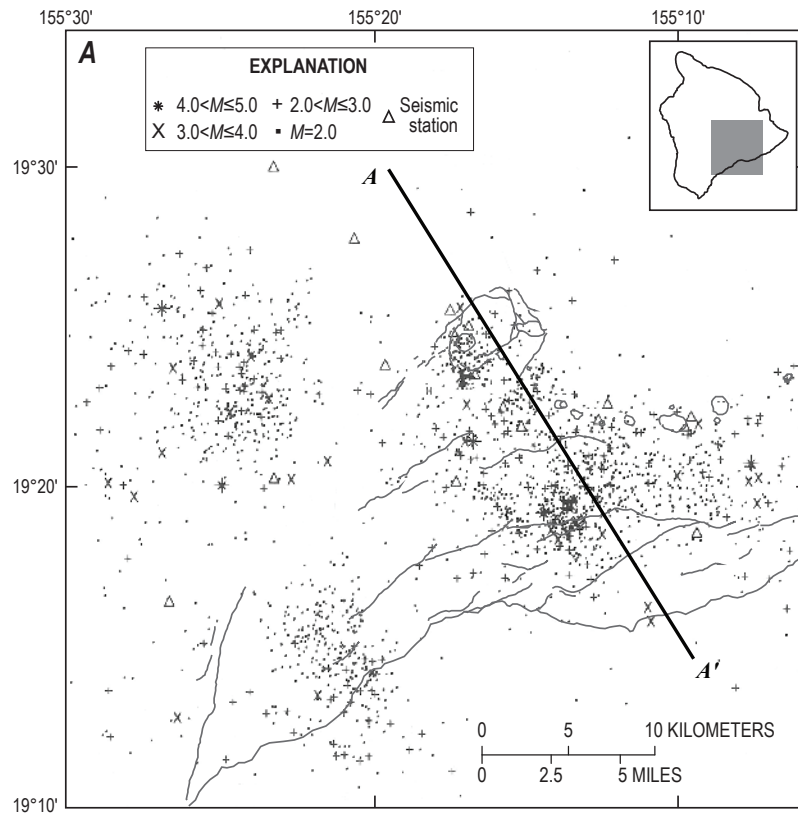 155°30' 155°20' 155°10'
A
EXPLANATION
4.0<M≤5.0 + 2.0<M≤3.0 Seismic station
X 3.0<M≤4.0 ▪ M=2.0
19°30'
A
19°20'
A'
0 5 10 KILOMETERS
0 2.5 5 MILES
19°10'